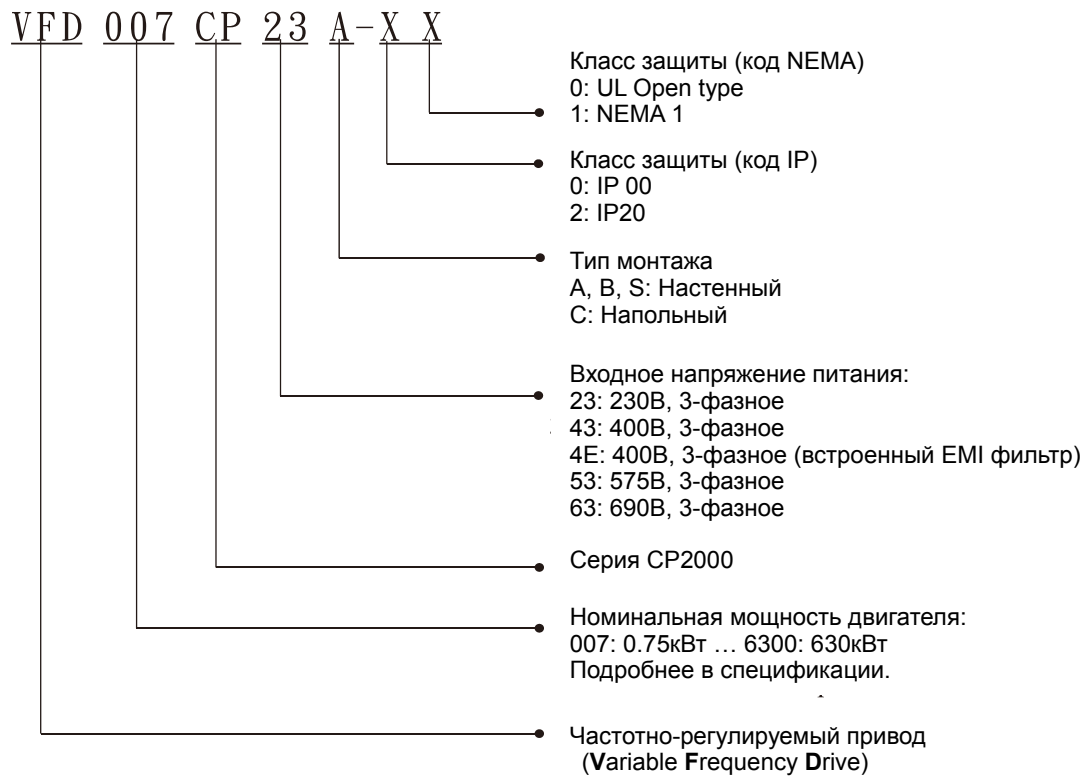 VFD 007 CP 23 A-X X
Класс защиты (код NEMA)
0: UL Open type
1: NEMA 1
Класс защиты (код IP)
0: IP 00
2: IP20
Тип монтажа
A, B, S: Настенный
C: Напольный
Входное напряжение питания:
23: 230В, 3-фазное
43: 400В, 3-фазное
4E: 400В, 3-фазное (встроенный EMI фильтр)
53: 575В, 3-фазное
63: 690В, 3-фазное
Серия CP2000
Номинальная мощность двигателя:
007: 0.75кВт … 6300: 630кВт
Подробнее в спецификации.
Частотно-регулируемый привод
(Variable Frequency Drive)